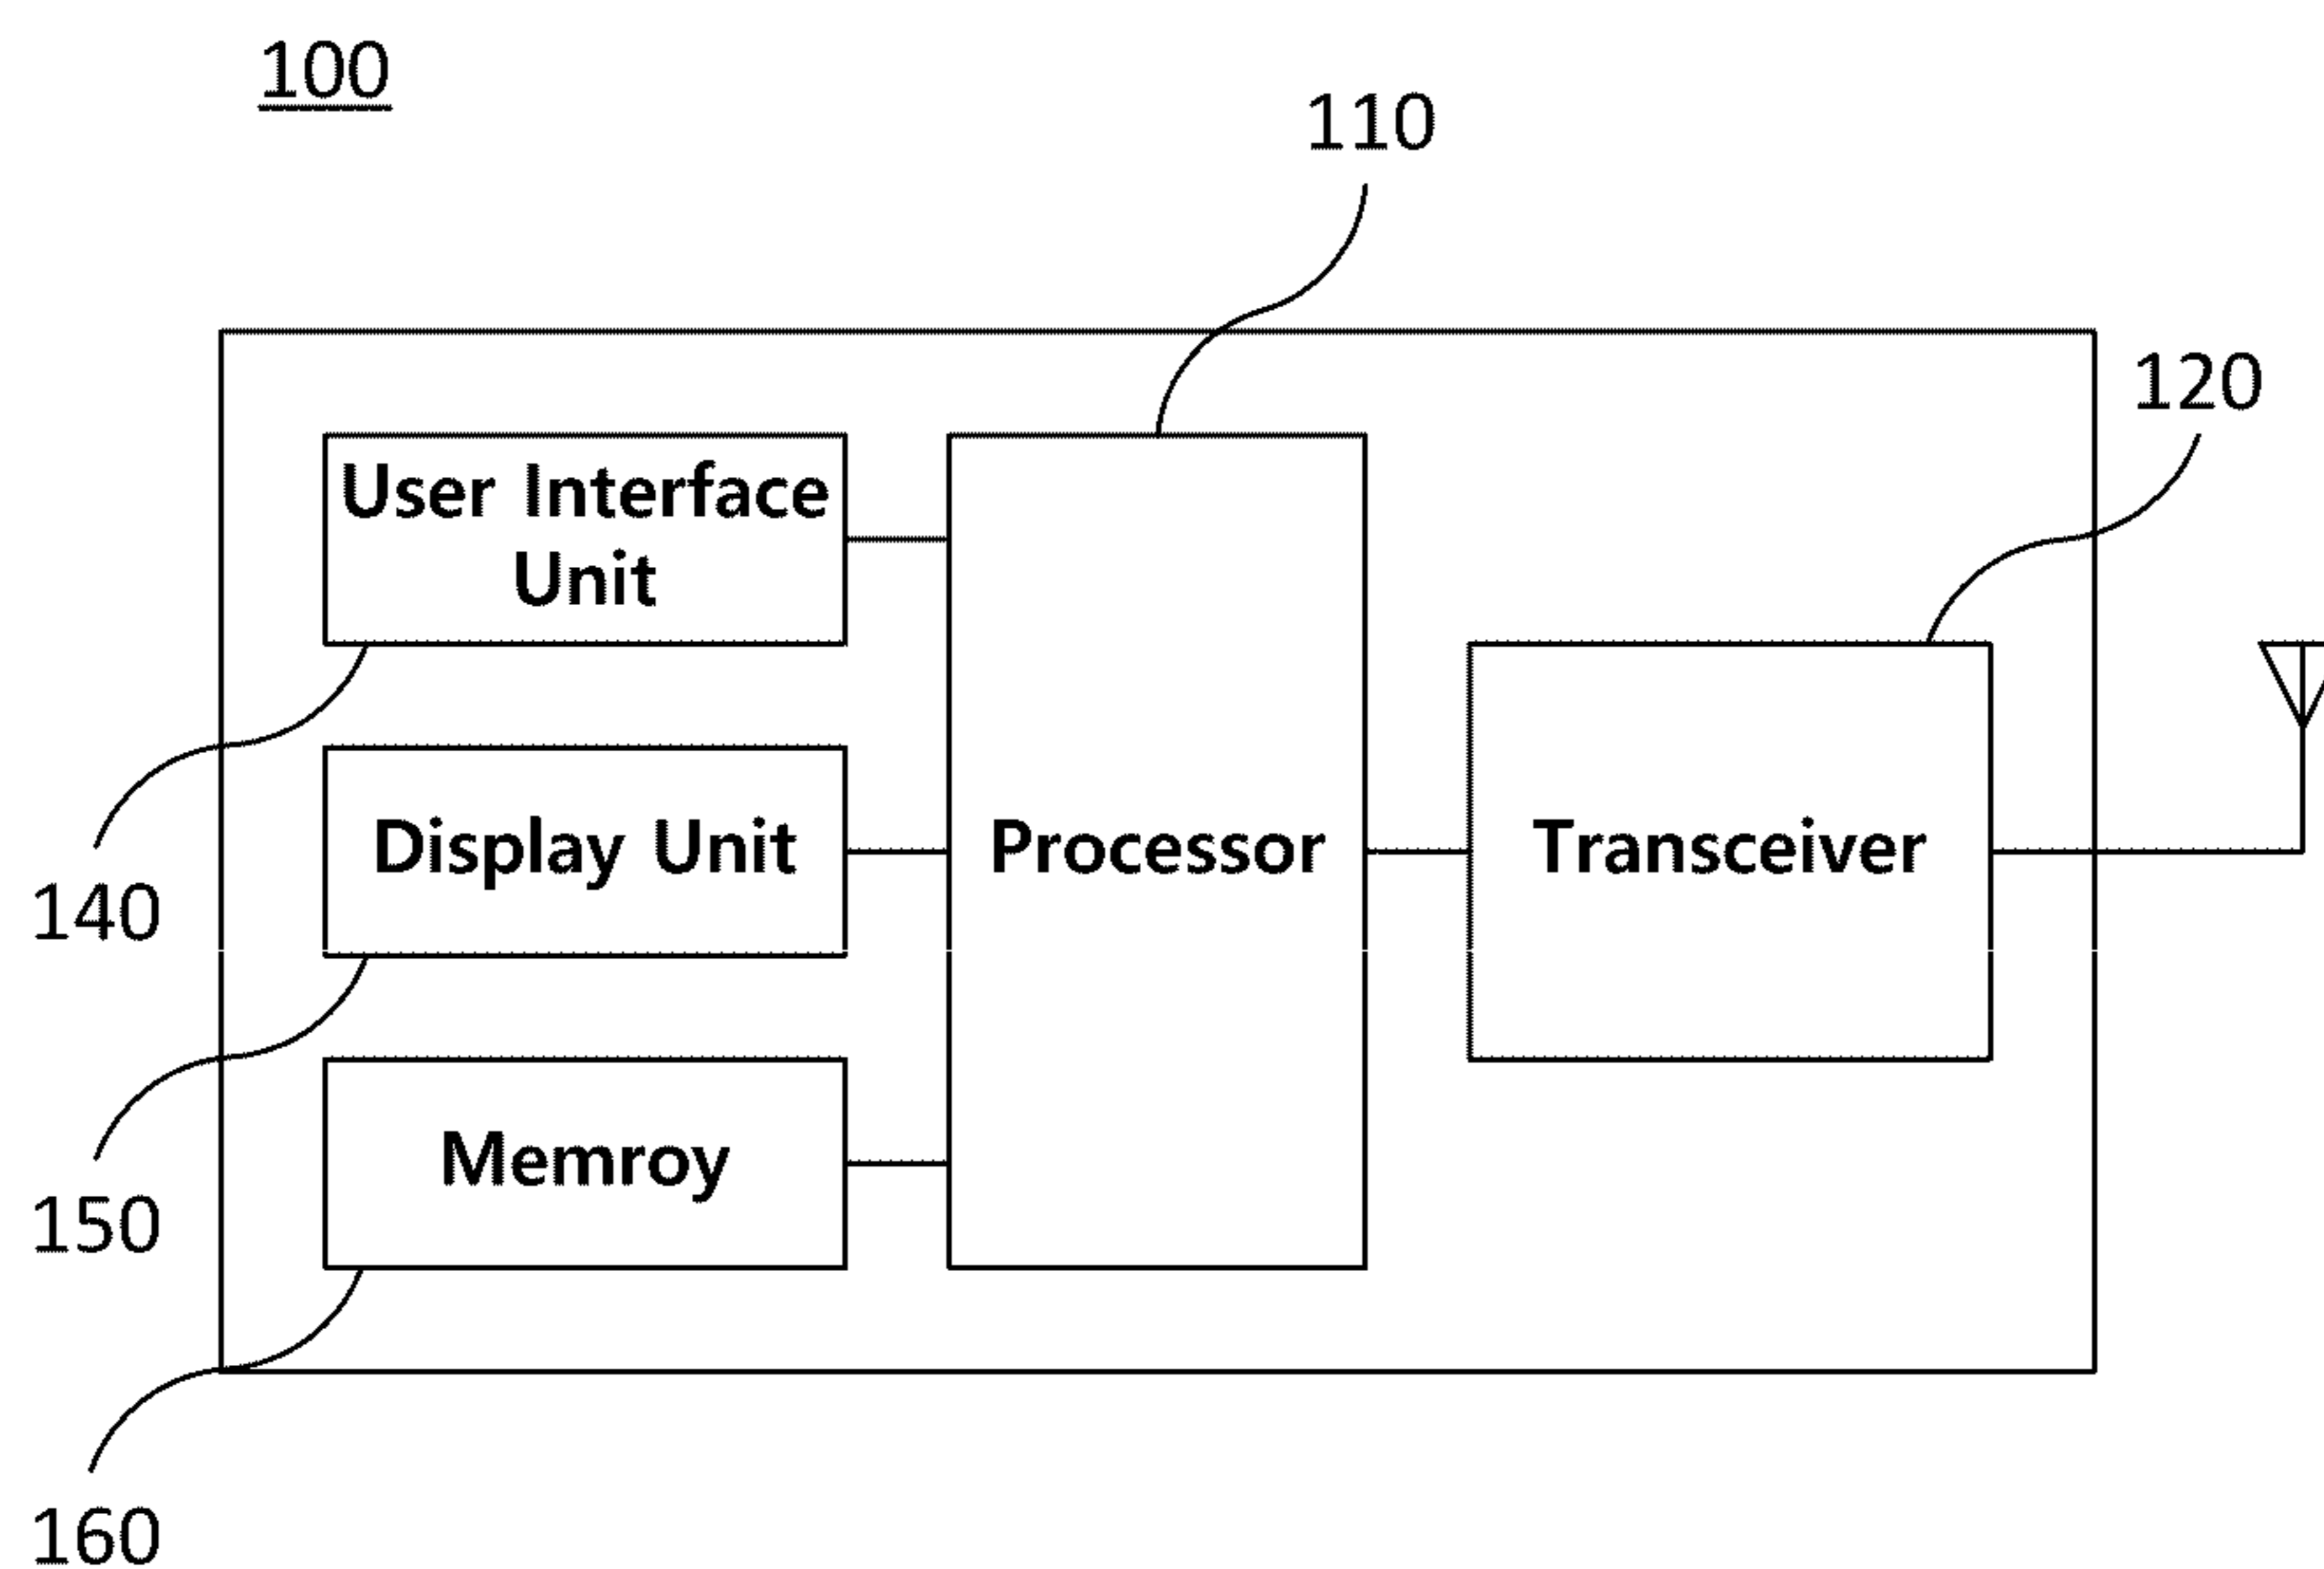 100
110
120
User Interface
Unit
140
Display Unit
Processor
Transceiver
150
Memroy
160